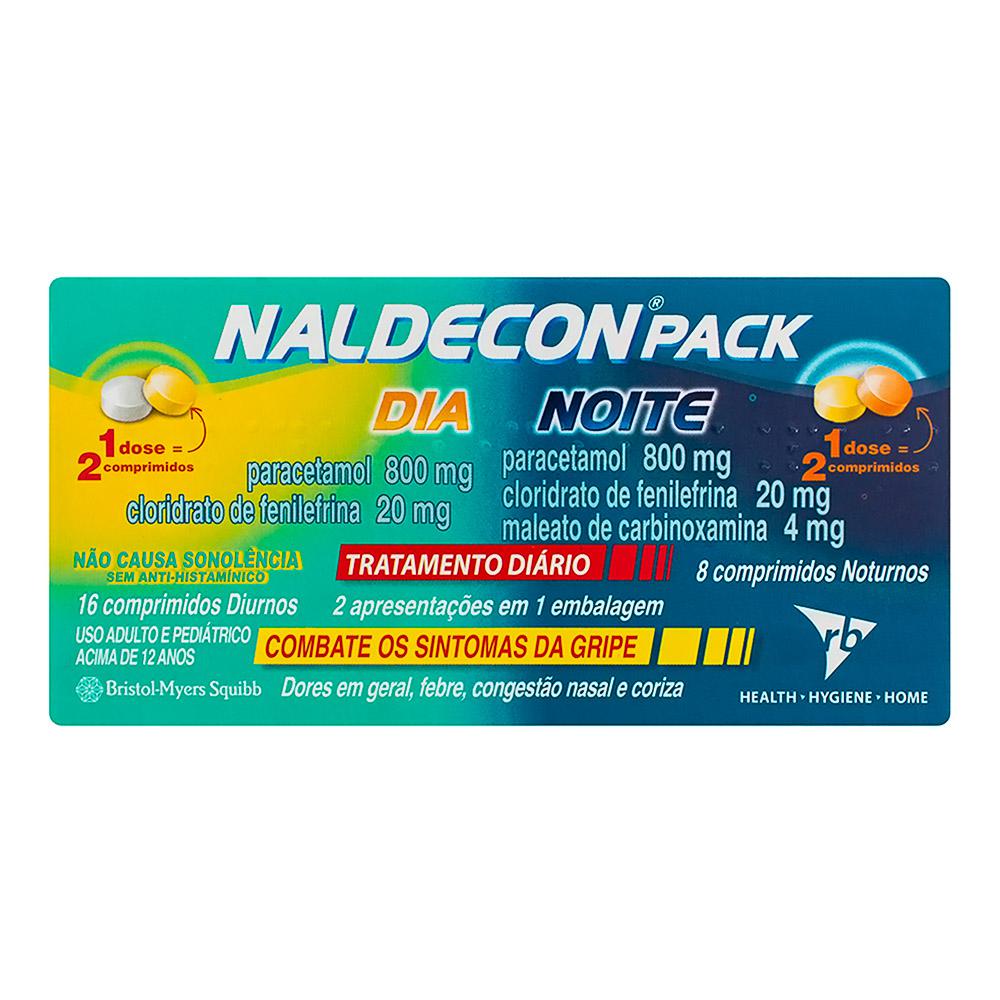 NALDECON® PACK
DIA NOITE
1 dose =
2 comprimidos
paracetamol 800 mg
cloridrato de fenilefrina 20 mg
NÃO CAUSA SONOLÊNCIA
SEM ANTI-HISTAMÍNICO
16 comprimidos Diurnos
USO ADULTO E PEDIÁTRICO
ACIMA DE 12 ANOS
Bristol-Myers Squibb
1 dose =
2 comprimidos
paracetamol 800 mg
cloridrato de fenilefrina 20 mg
maleato de carbinoxamina 4 mg
TRATAMENTO DIÁRIO
8 comprimidos Noturnos
2 apresentações em 1 embalagem
COMBATE OS SINTOMAS DA GRIPE
Dores em geral, febre, congestão nasal e coriza
rb
HEALTH • HYGIENE • HOME